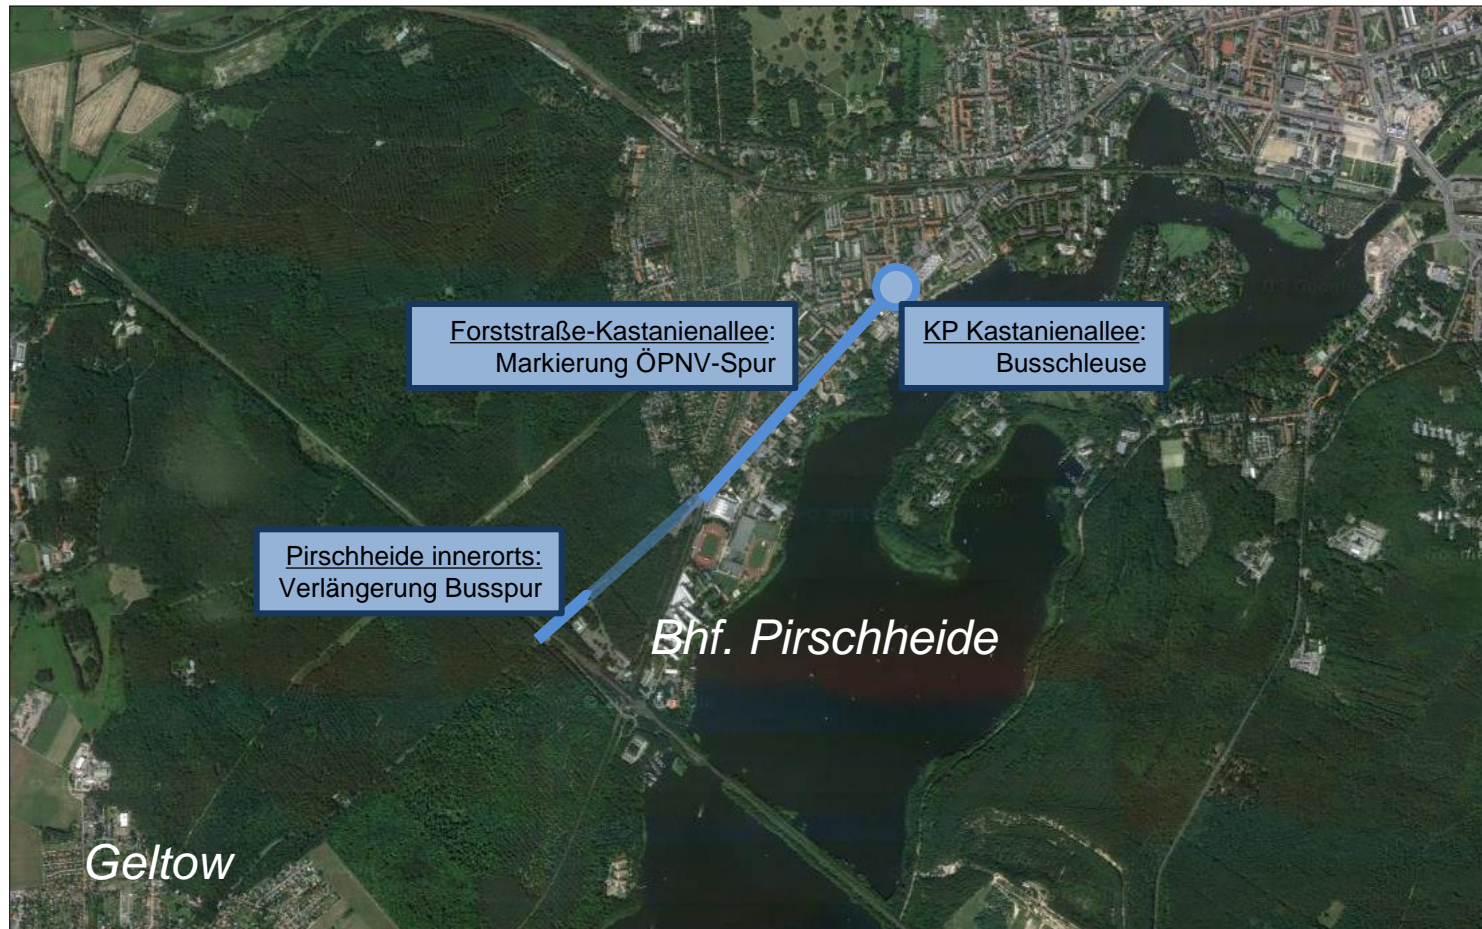 Forststraße-Kastanienallee:
Markierung ÖPNV-Spur
KP Kastanienallee:
Busschleuse
Pirschheide innerorts:
Verlängerung Busspur
Bhf. Pirschheide
Geltow